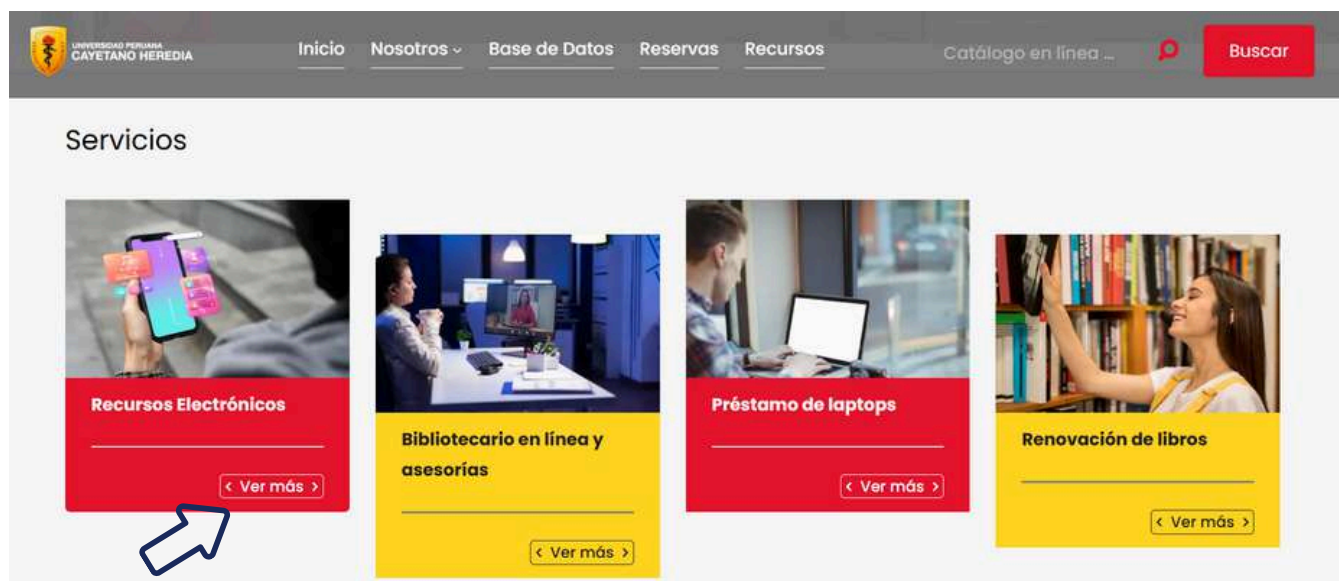 UNIVERSIDAD PERUANA
CAYETANO HEREDIA
Inicio Nosotros Base de Datos Reservas Recursos Catálogo en línea ... Buscar
Servicios
Recursos Electrónicos
< Ver más >
Bibliotecario en línea y
asesorías
< Ver más >
Préstamo de laptops
< Ver más >
Renovación de libros
< Ver más >